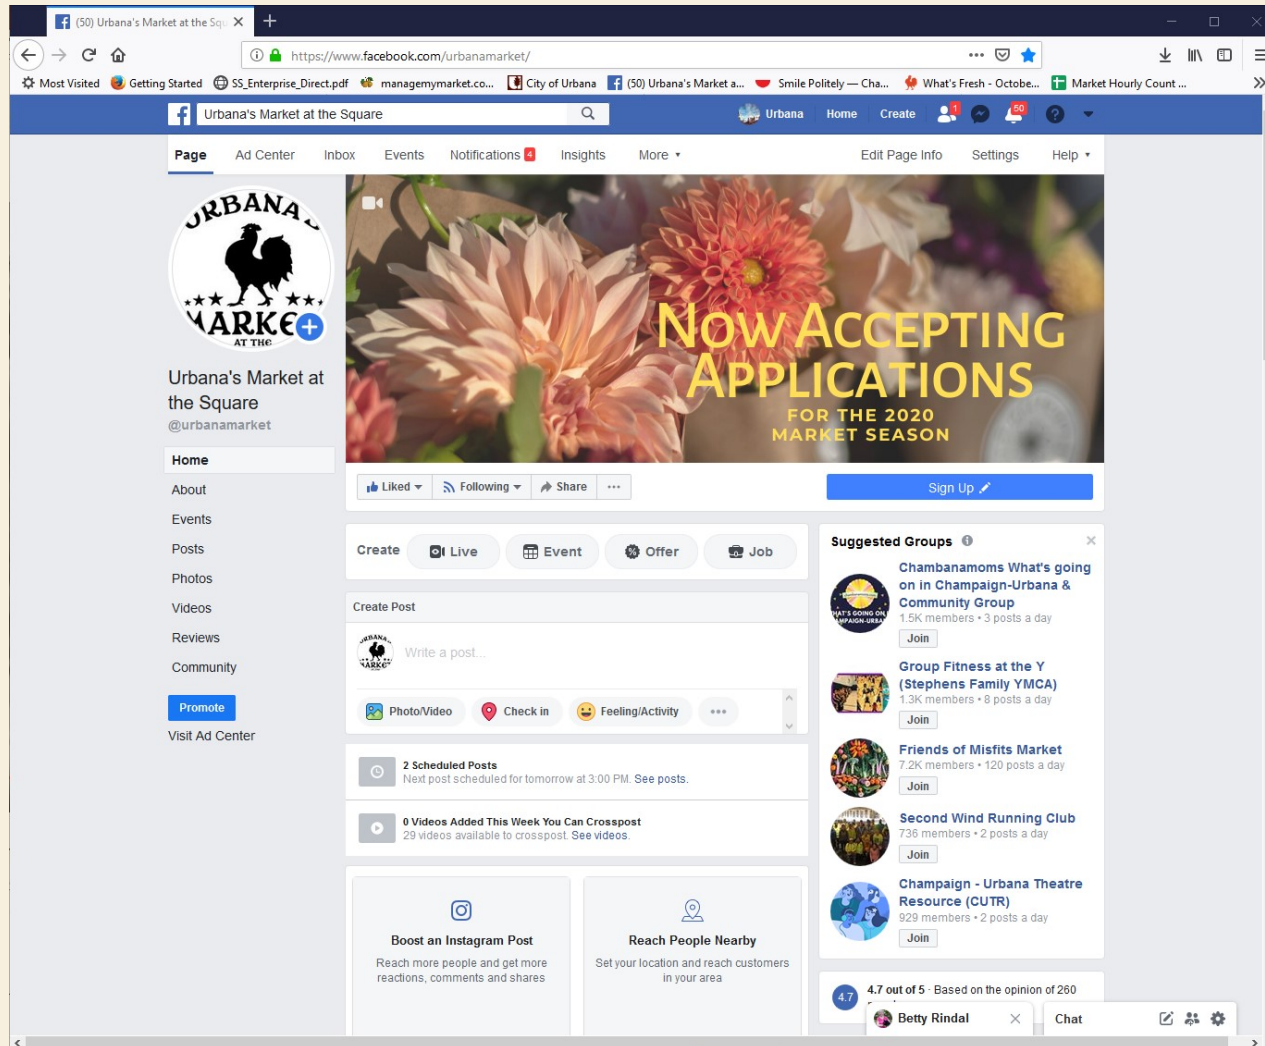 (50) Urbana's Market at the Squ
https://www.facebook.com/urbanamarket/
Most Visited Getting Started SS_Enterprise_Direct.pdf managemymarket.co... City of Urbana (50) Urbana's Market a... Smile Politely — Cha... What's Fresh - Octobe... Market Hourly Count ...
Urbana's Market at the Square
Urbana Home Create 1 50
Page Ad Center Inbox Events Notifications 4 Insights More Edit Page Info Settings Help
URBANA'S
MARKE
AT THE
NOW ACCEPTING
APPLICATIONS
FOR THE 2020
MARKET SEASON
Urbana's Market at
the Square
@urbanamarket
Home
About
Events
Posts
Photos
Videos
Reviews
Community
Promote
Visit Ad Center
Liked Following Share ...
Sign Up
Create Live Event Offer Job
Create Post
Write a post...
Photo/Video Check in Feeling/Activity ...
2 Scheduled Posts
Next post scheduled for tomorrow at 3:00 PM. See posts.
0 Videos Added This Week You Can Crosspost
29 videos available to crosspost. See videos.
Boost an Instagram Post
Reach more people and get more
reactions, comments and shares
Reach People Nearby
Set your location and reach customers
in your area
Suggested Groups
Chambanamoms What's going
on in Champaign-Urbana &
Community Group
1.5K members • 3 posts a day
Join
Group Fitness at the Y
(Stephens Family YMCA)
1.3K members • 8 posts a day
Join
Friends of Misfits Market
7.2K members • 120 posts a day
Join
Second Wind Running Club
736 members • 2 posts a day
Join
Champaign - Urbana Theatre
Resource (CUTR)
929 members • 2 posts a day
Join
4.7
4.7 out of 5 · Based on the opinion of 260
Betty Rindal
Chat